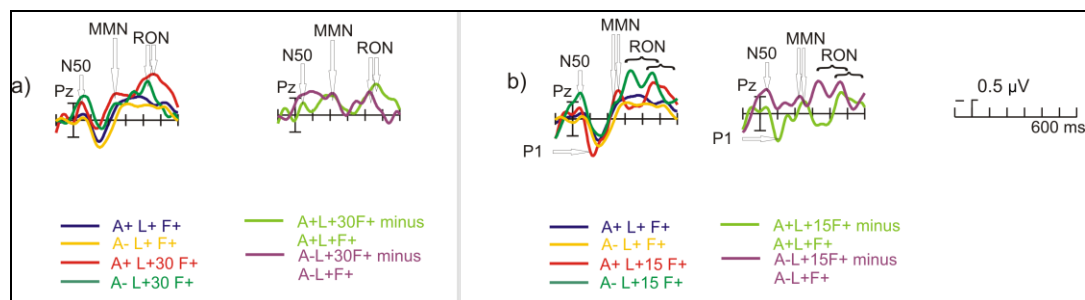 a)
MMN
N50
RON
Pz
N50
MMN
RON
Pz
A+ L+ F+
A- L+ F+
A+ L+30 F+
A- L+30 F+
A+L+30F+ minus
A+L+F+
A-L+30F+ minus
A-L+F+
b)
MMN
N50
RON
Pz
P1
MMN
N50
RON
Pz
P1
A+ L+ F+
A- L+ F+
A+ L+15 F+
A- L+15 F+
A+L+15F+ minus
A+L+F+
A-L+15F+ minus
A-L+F+
0.5 µV
600 ms